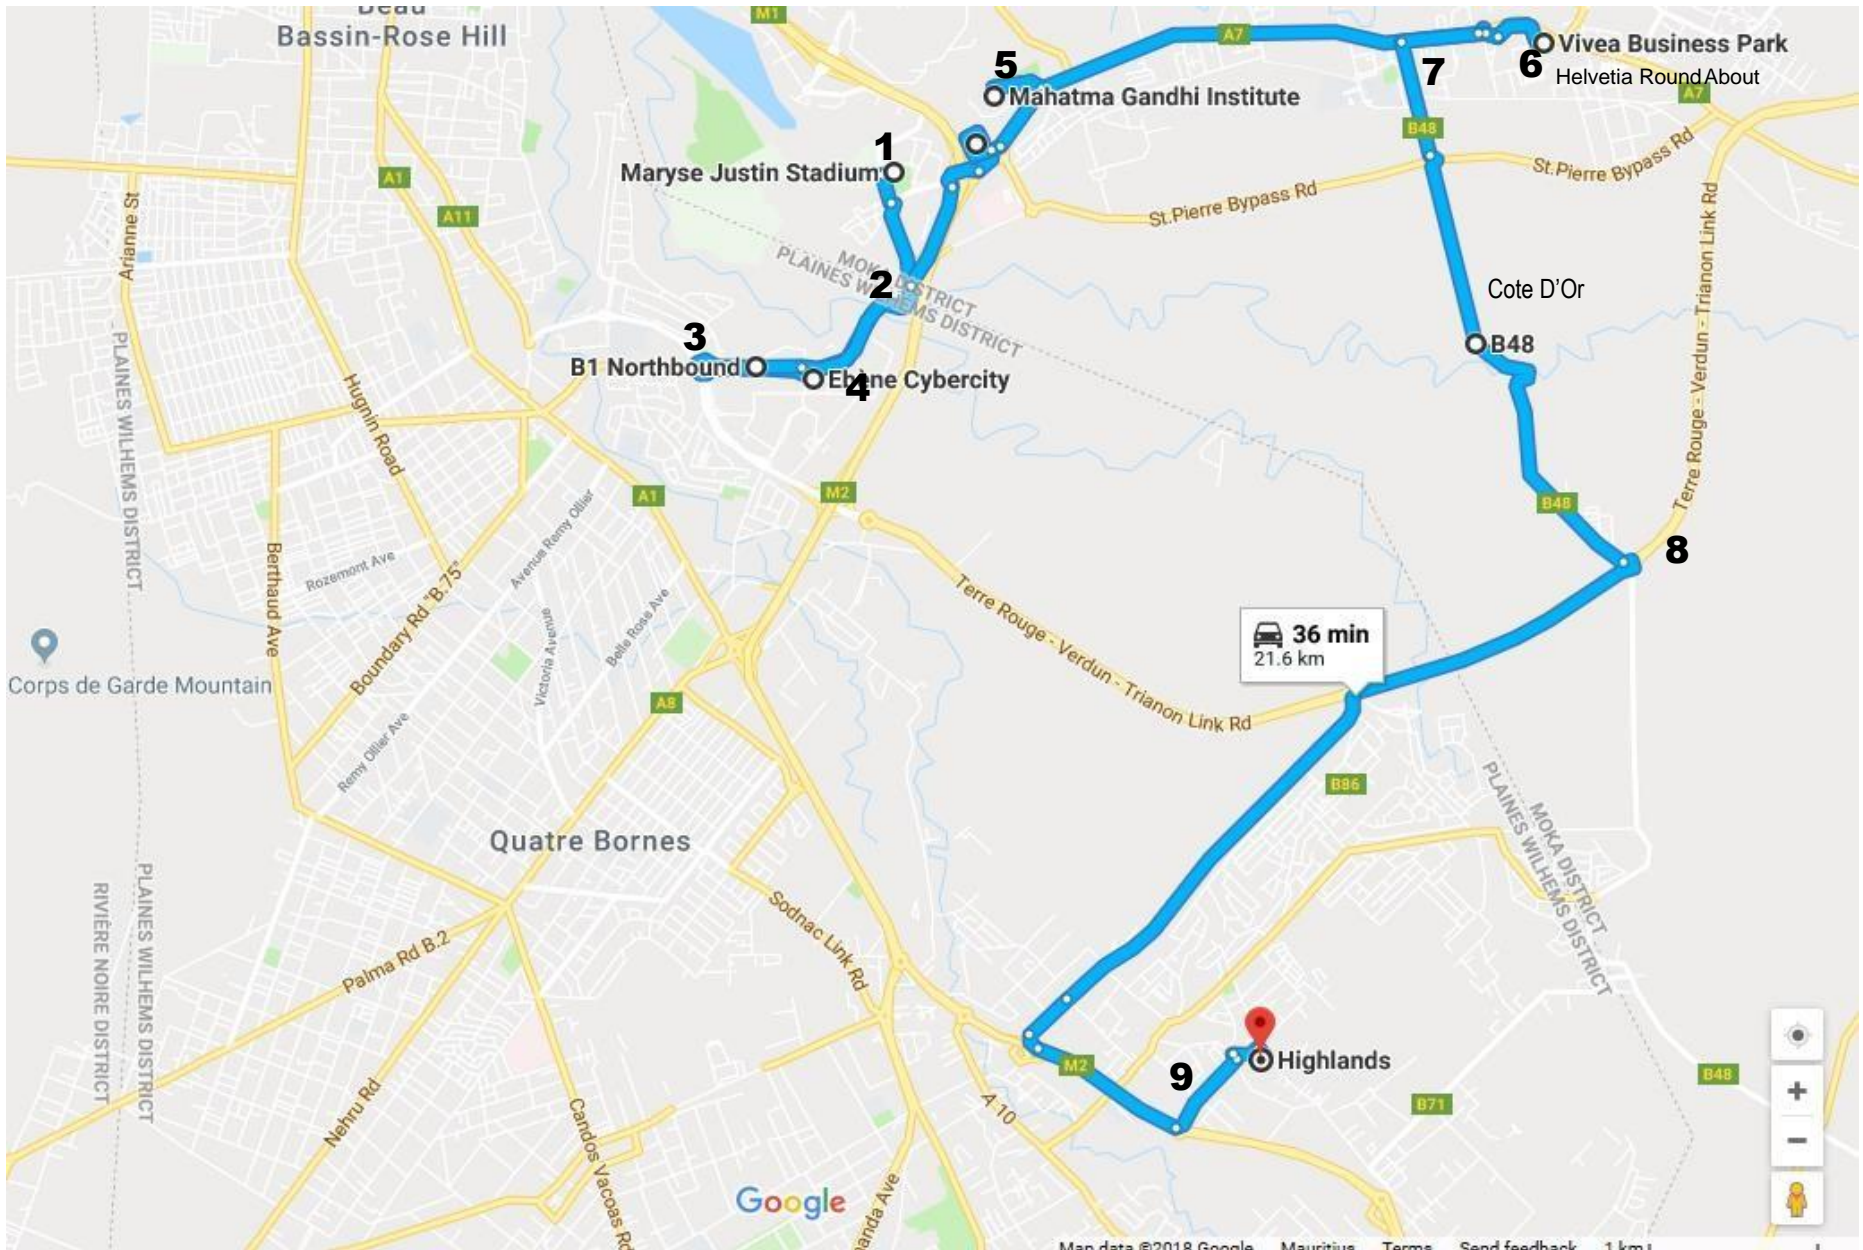 Beau
Bassin-Rose Hill
M1
A7
Vivea Business Park
Helvetia RoundAbout
5
6
7
A7
Mahatma Gandhi Institute
B48
1
Maryse Justin Stadium
A1
A11
Arianne St
St.Pierre Bypass Rd
St.Pierre Bypass Rd
Terre Rouge - Verdun - Trianon Link Rd
2
MOKA DISTRICT
PLAINES WILHEMS DISTRICT
Cote D'Or
3
B1 Northbound
Ebène Cybercity
4
B48
PLAINES WILHEMS DISTRICT
Hugnin Road
A1
M2
B48
Avenue Remy Ollier
8
Berthaud Ave
Rozemont Ave
Boundary Rd "B.75"
Victoria Avenue
Belle Rose Ave
Terre Rouge - Verdun - Trianon Link Rd
36 min
21.6 km
Corps de Garde Mountain
A8
Remy Ollier Ave
B86
MOKA DISTRICT
PLAINES WILHEMS DISTRICT
Quatre Bornes
RIVIÈRE NOIRE DISTRICT
PLAINES WILHEMS DISTRICT
Palma Rd B.2
Sodnac Link Rd
Highlands
M2
9
B48
Nehru Rd
Candos Vacoas Rd
A 10
B71
Google
Map data ©2018 Google Mauritius Terms Send feedback 1 km